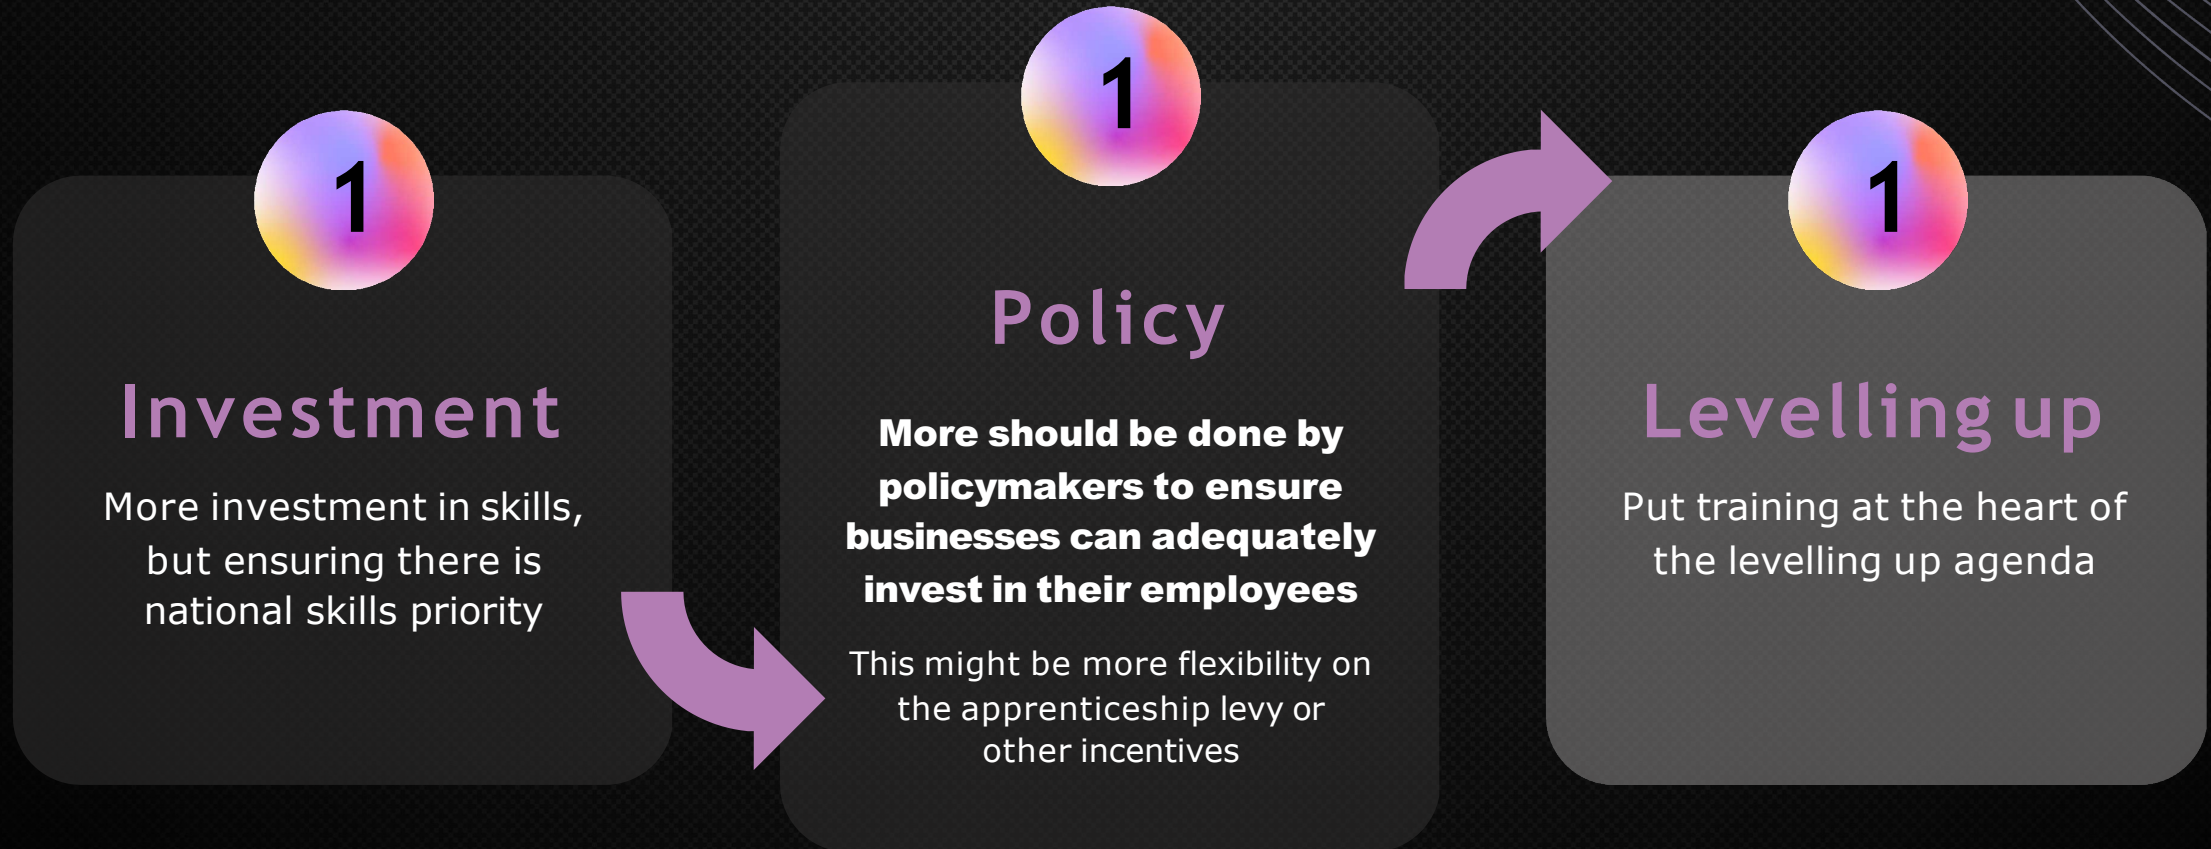 1
Investment
More investment in skills,
but ensuring there is
national skills priority
1
Policy
More should be done by
policymakers to ensure
businesses can adequately
invest in their employees
This might be more flexibility on
the apprenticeship levy or
other incentives
1
Levelling up
Put training at the heart of
the levelling up agenda